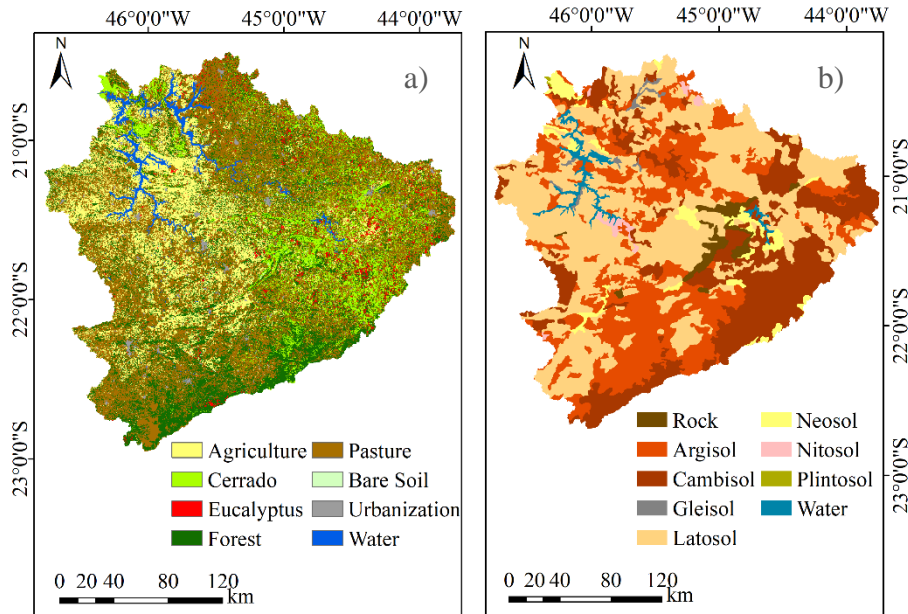 46°0'0"W 45°0'0"W 44°0'0"W
N
a)
21°0'0"S
22°0'0"S
23°0'0"S
Agriculture Pasture
Cerrado Bare Soil
Eucalyptus Urbanization
Forest Water
0 20 40 80 120
km
46°0'0"W 45°0'0"W 44°0'0"W
N
b)
21°0'0"S
22°0'0"S
23°0'0"S
Rock Neosol
Argisol Nitosol
Cambisol Plintosol
Gleisol Water
Latosol
0 20 40 80 120
km